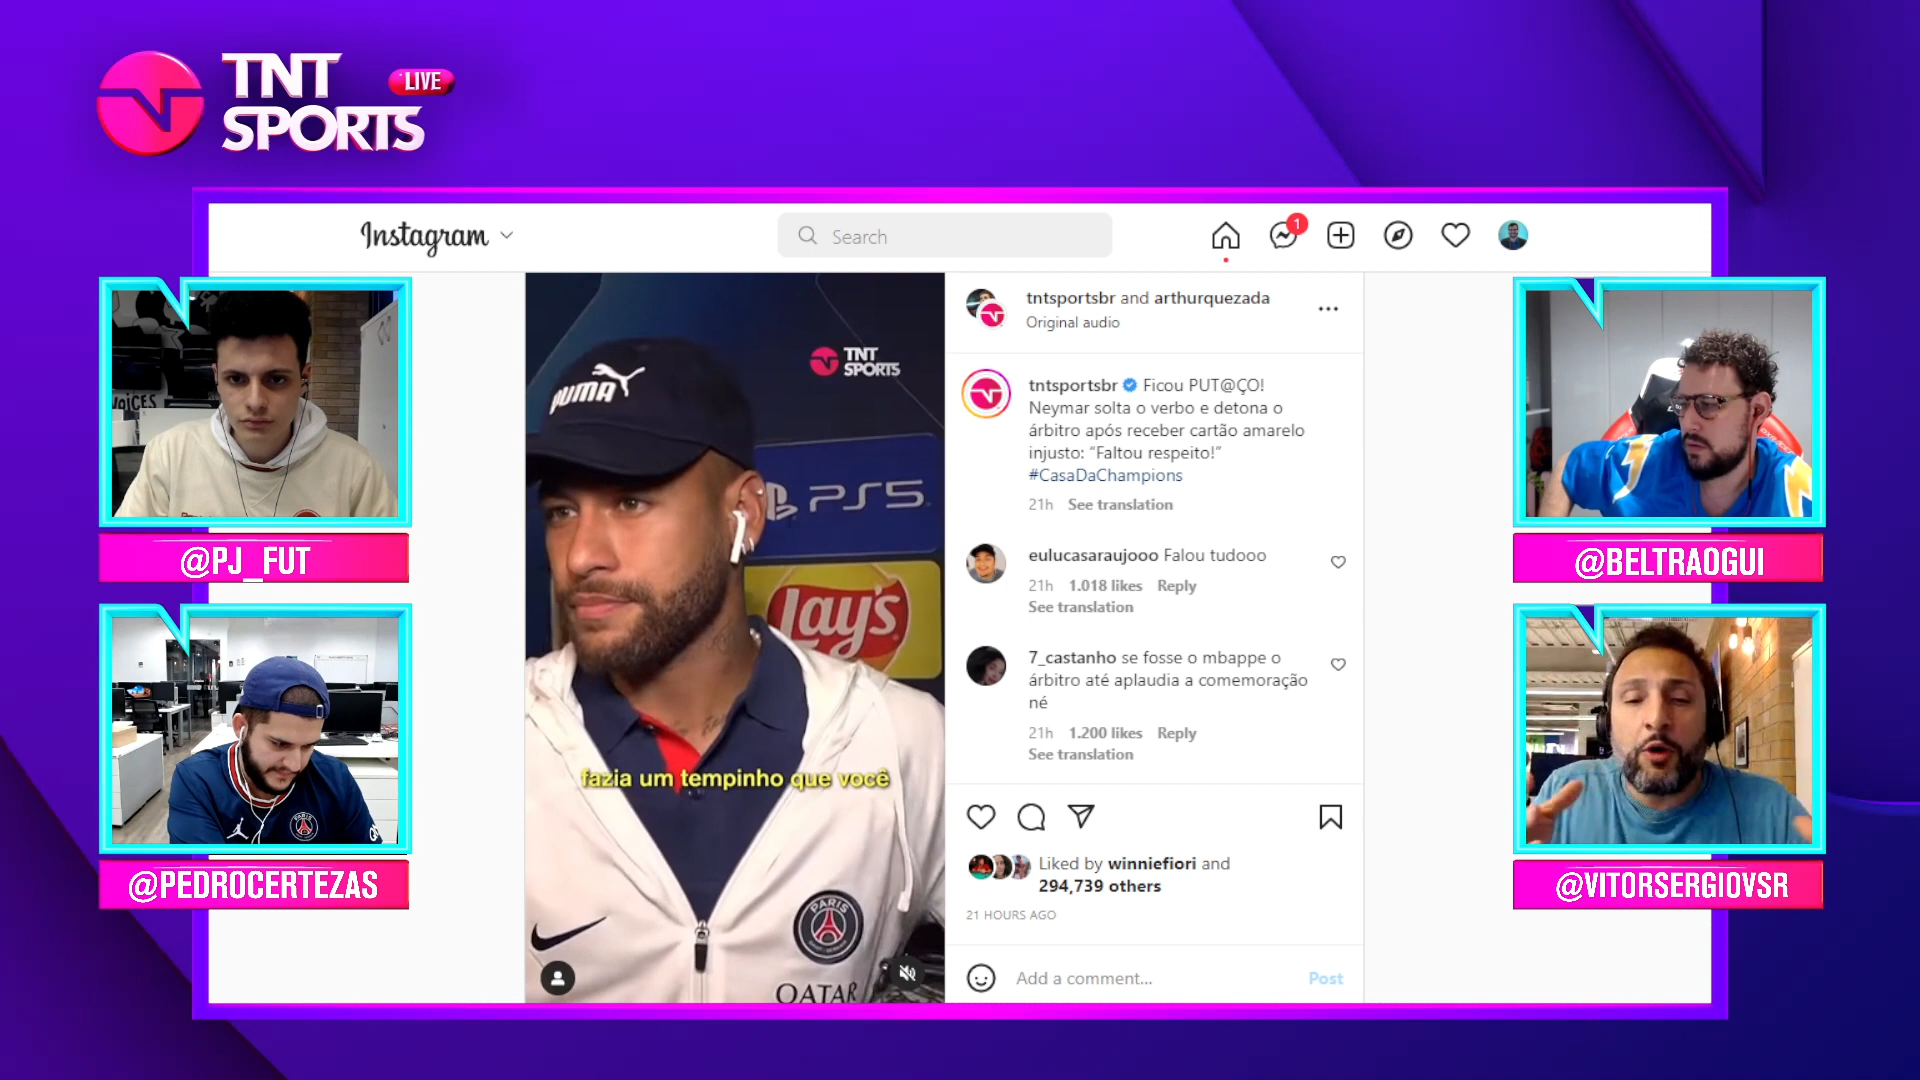 TNT
SPORTS
LIVE
Instagram
Search
1
VOICES
@PJ_FUT
@PEDROCERTEZAS
PUMA
TNT
SPORTS
PS5
Lay's
fazia um tempinho que você
PARIS
QATAR
tntsportsbr and arthurquezada
Original audio
tntsportsbr Ficou PUT@ÇO!
Neymar solta o verbo e detona o
árbitro após receber cartão amarelo
injusto: “Faltou respeito!”
#CasaDaChampions
21h See translation
eulucasaraujooo Falou tudooo
21h 1.018 likes Reply
See translation
7_castanho se fosse o mbappe o
árbitro até aplaudia a comemoração
né
21h 1.200 likes Reply
See translation
Liked by winniefiori and
294,739 others
21 HOURS AGO
Add a comment... Post
@BELTRAOGUI
@VITORSERGIOVSR
PARIS